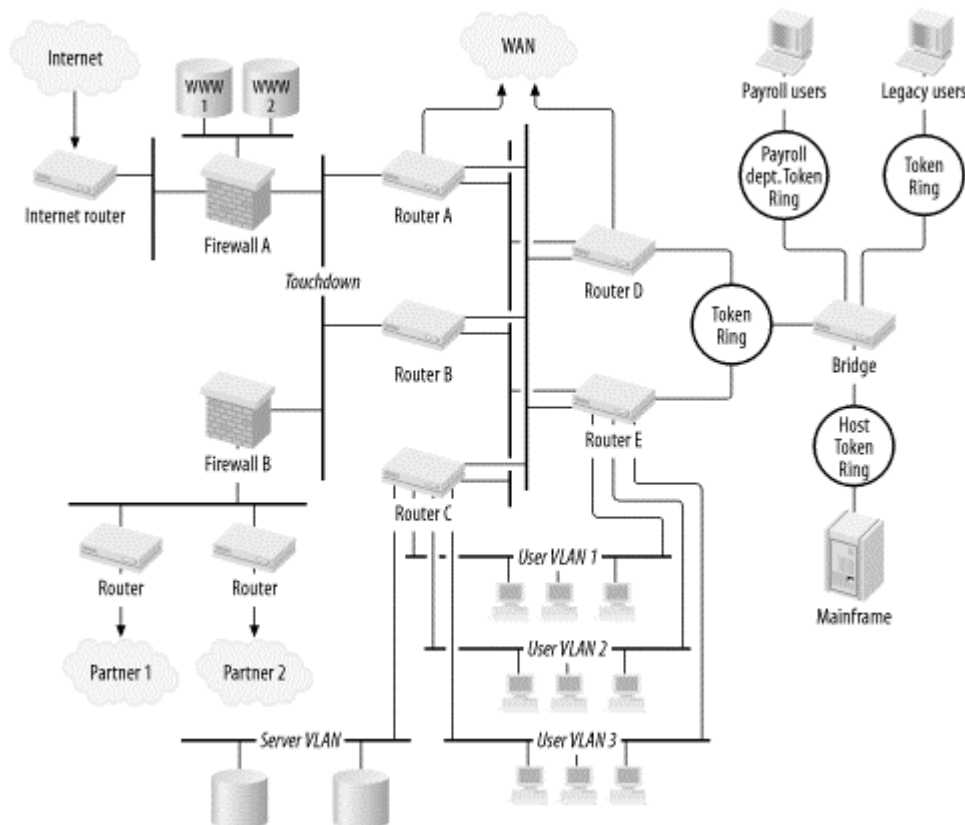 Internet
WWW
1
WWW
2
WAN
Payroll users
Legacy users
Payroll
dept. Token
Ring
Token
Ring
Internet router
Firewall A
Router A
Touchdown
Router D
Token
Ring
Bridge
Router B
Firewall B
Router E
Host
Token
Ring
Router C
Router
Router
User VLAN 1
Mainframe
Partner 1
Partner 2
User VLAN 2
Server VLAN
User VLAN 3